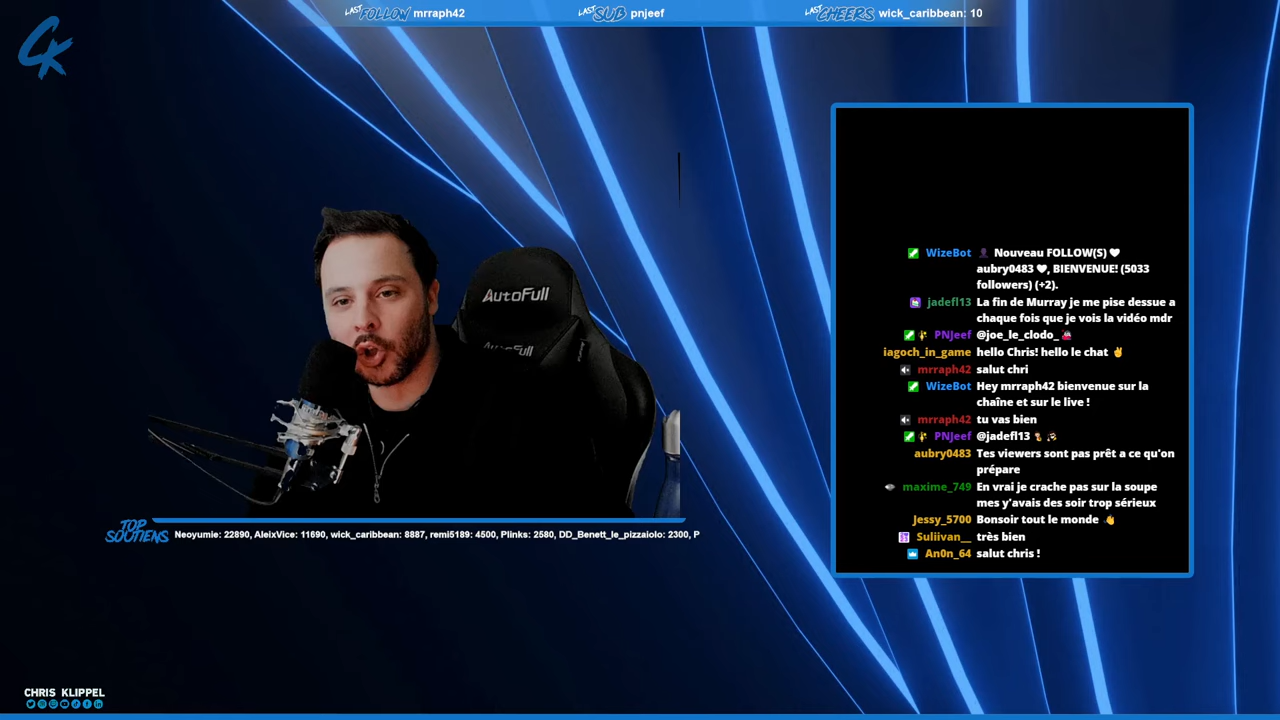 LAST FOLLOW mrraph42
LAST SUB pnjeef
LAST CHEERS wick_caribbean: 10
CK
AutoFull
AutoFull
WizeBot Nouveau FOLLOW(S)
aubry0483 , BIENVENUE! (5033
followers) (+2).
jadefl13 La fin de Murray je me pise dessue a
chaque fois que je vois la vidéo mdr
PNJeef @joe_le_clodo_
iagoch_in_game hello Chris! hello le chat
mrraph42 salut chri
WizeBot Hey mrraph42 bienvenue sur la
chaîne et sur le live !
mrraph42 tu vas bien
PNJeef @jadefl13
aubry0483 Tes viewers sont pas prêt a ce qu'on
prépare
maxime_749 En vrai je crache pas sur la soupe
mes y'avais des soir trop sérieux
Jessy_5700 Bonsoir tout le monde
Suliivan__ très bien
An0n_64 salut chris !
TOP
SOUTIENS
Neoyumie: 22890, AleixVice: 11690, wick_caribbean: 8887, remi5189: 4500, Plinks: 2580, DD_Benett_le_pizzaiolo: 2300, P
CHRIS KLIPPEL